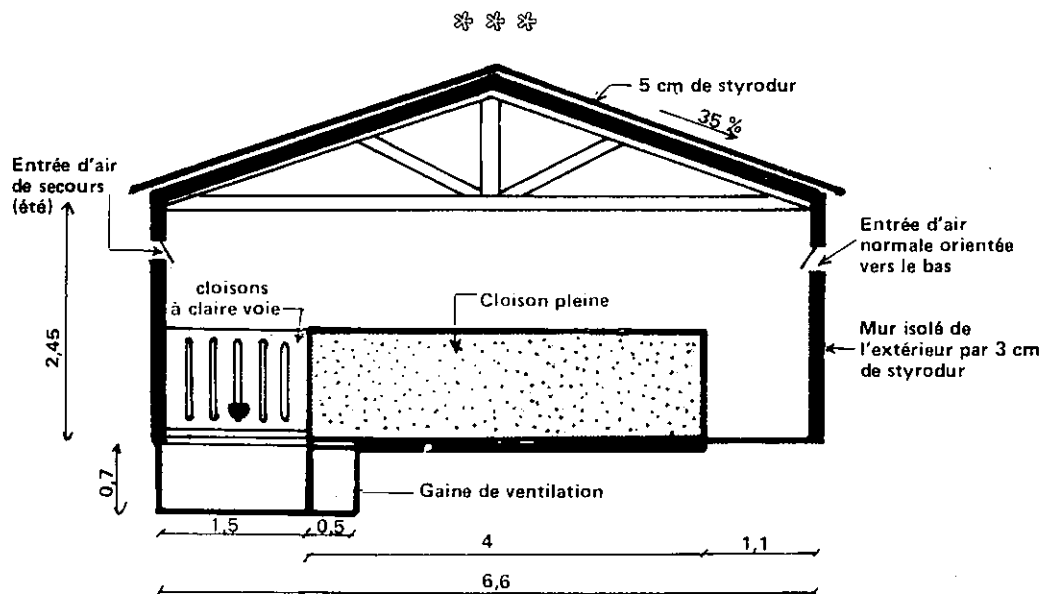 5 cm de styrodur
35 %
Entrée d'air
de secours
(été)
Entrée d'air
normale orientée
vers le bas
cloisons
à claire voie
Cloison pleine
2,45
Mur isolé de
l'extérieur par 3 cm
de styrodur
0,7
Gaine de ventilation
1,5
0,5
4
1,1
6,6